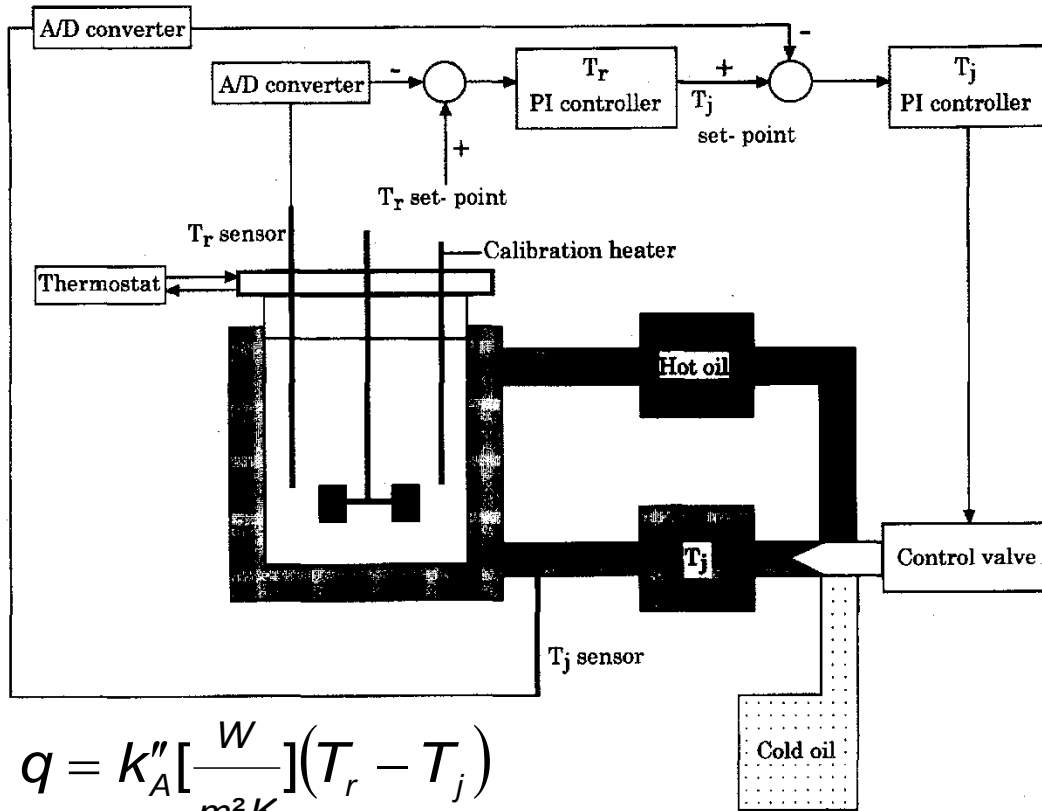 A/D converter
A/D converter
T_r
PI controller
T_j
set- point
T_j
PI controller
T_r set- point
T_r sensor
Calibration heater
Thermostat
Hot oil
T_j
Control valve
T_j sensor
Cold oil
q = k''_A [W/m²K] (T_r − T_j)